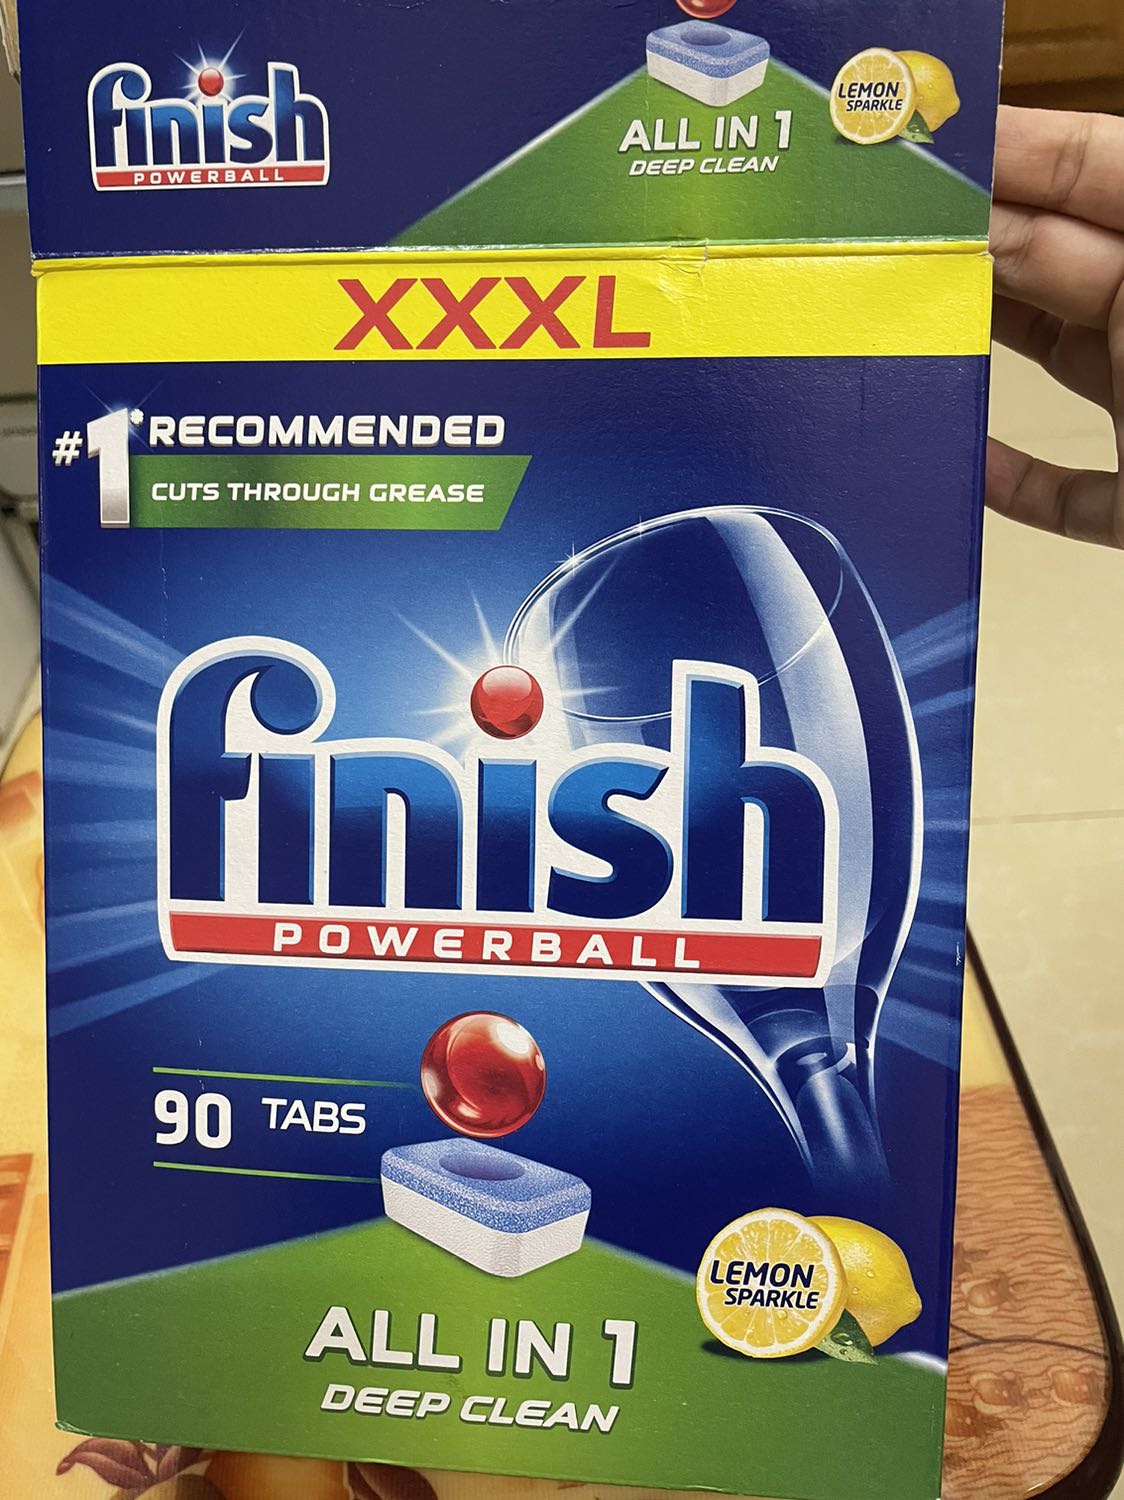 finish
POWERBALL
ALL IN 1
DEEP CLEAN
LEMON
SPARKLE
XXXL
#1* RECOMMENDED
CUTS THROUGH GREASE
finish
POWERBALL
90 TABS
LEMON
SPARKLE
ALL IN 1
DEEP CLEAN